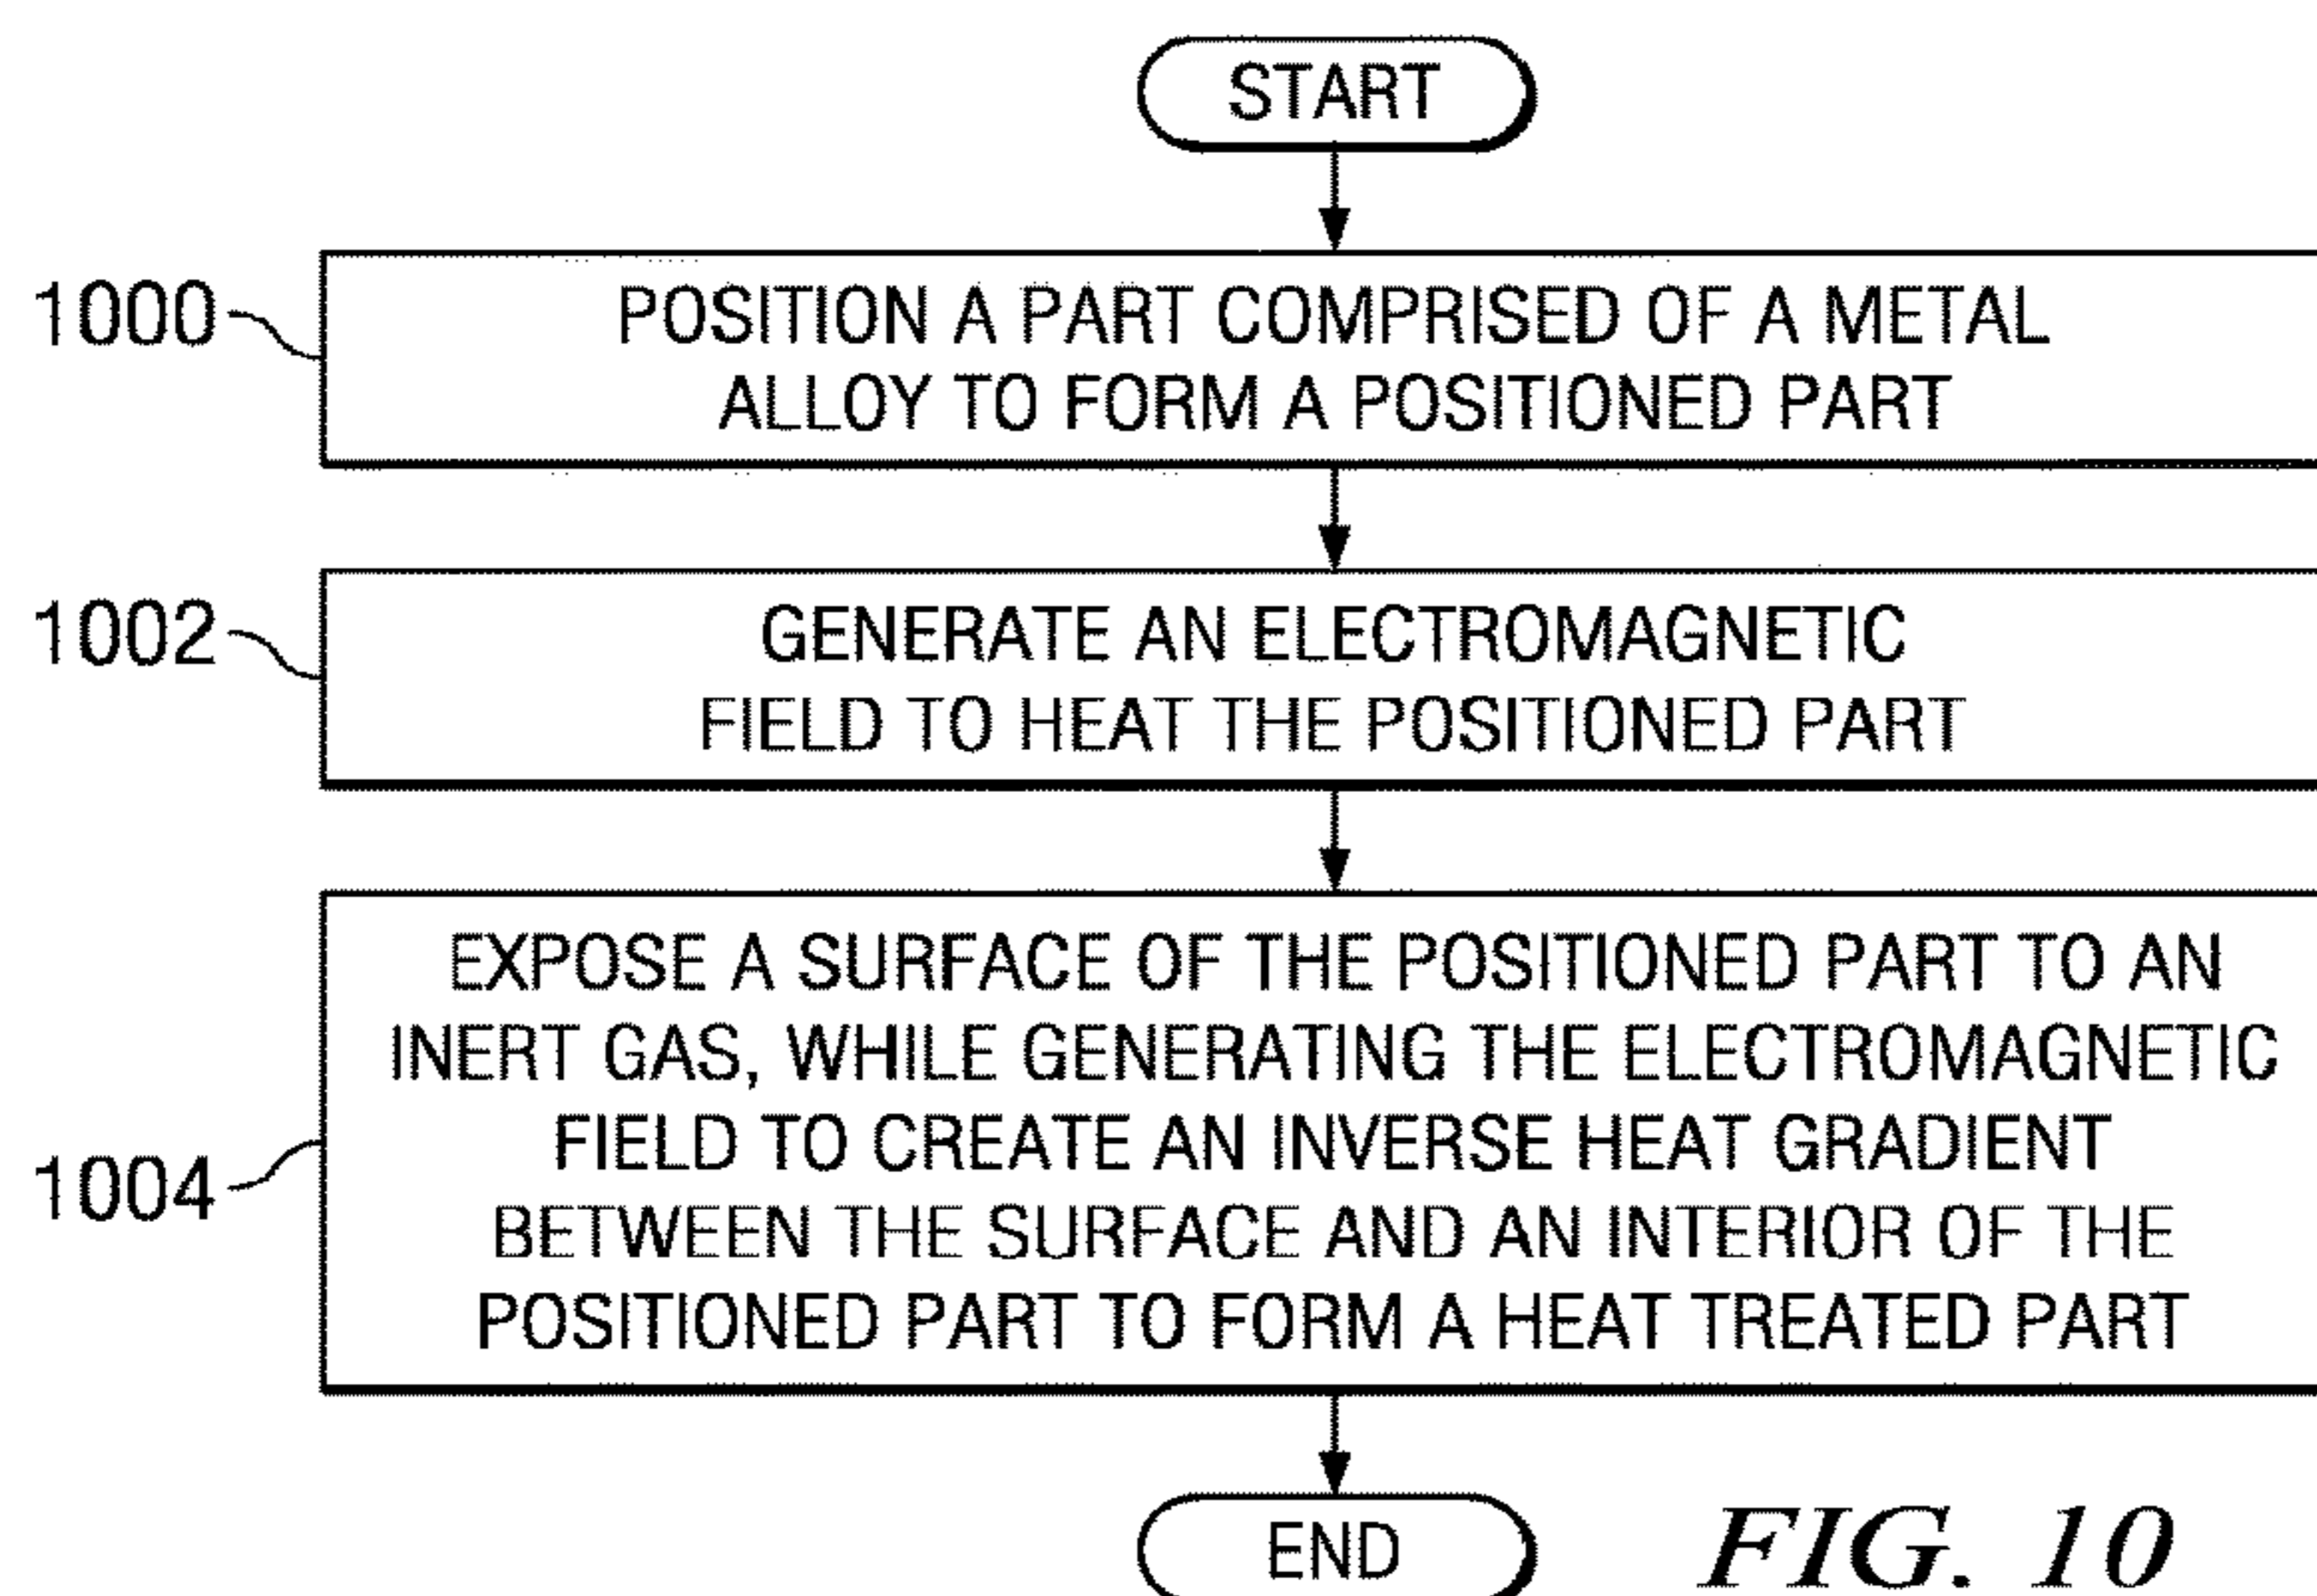 START
1000
POSITION A PART COMPRISED OF A METAL
ALLOY TO FORM A POSITIONED PART
1002
GENERATE AN ELECTROMAGNETIC
FIELD TO HEAT THE POSITIONED PART
1004
EXPOSE A SURFACE OF THE POSITIONED PART TO AN
INERT GAS, WHILE GENERATING THE ELECTROMAGNETIC
FIELD TO CREATE AN INVERSE HEAT GRADIENT
BETWEEN THE SURFACE AND AN INTERIOR OF THE
POSITIONED PART TO FORM A HEAT TREATED PART
END
FIG. 10